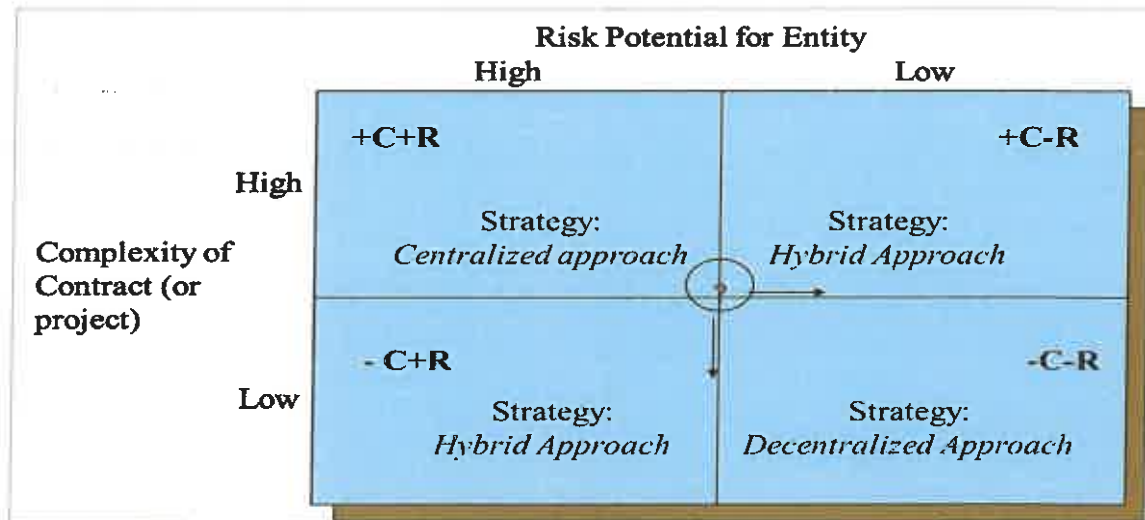 Risk Potential for Entity
High Low
+C+R +C-R
High
Strategy: Strategy:
Centralized approach Hybrid Approach
Complexity of
Contract (or
project)
- C+R -C-R
Low
Strategy: Strategy:
Hybrid Approach Decentralized Approach